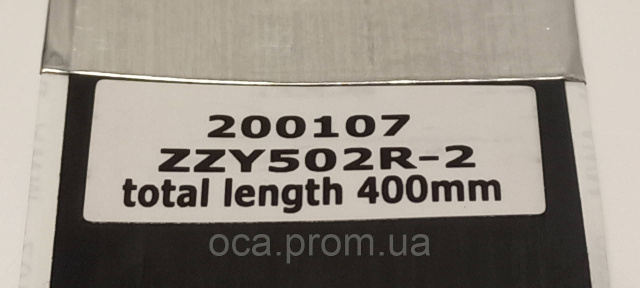 200107
ZZY502R-2
total length 400mm
oca.prom.ua